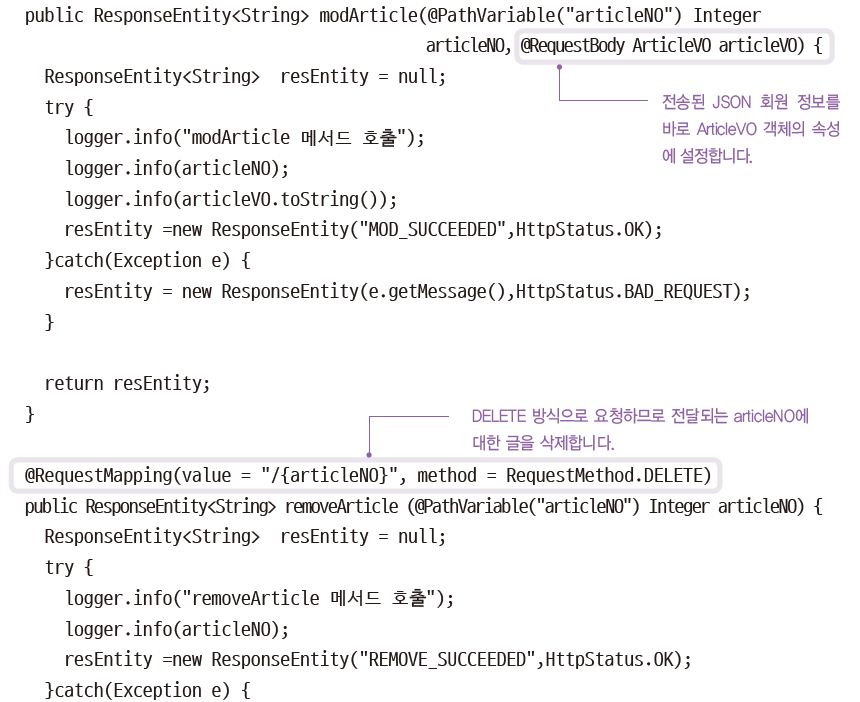 public ResponseEntity<String> modArticle(@PathVariable("articleNO") Integer
articleNO, @RequestBody ArticleVO articleVO) {
ResponseEntity<String> resEntity = null;
전송된 JSON 회원 정보를
try {
바로 ArticleVO 객체의 속성
logger.info("modArticle 메서드 호출");
에 설정합니다.
logger.info(articleNO);
logger.info(articleVO.toString());
resEntity =new ResponseEntity("MOD_SUCCEEDED",HttpStatus.OK);
}catch(Exception e) {
resEntity = new ResponseEntity(e.getMessage(),HttpStatus.BAD_REQUEST);
}
return resEntity;
}
DELETE 방식으로 요청하므로 전달되는 articleNO에
대한 글을 삭제합니다.
@RequestMapping(value = "/{articleNO}", method = RequestMethod.DELETE)
public ResponseEntity<String> removeArticle (@PathVariable("articleNO") Integer articleNO) {
ResponseEntity<String> resEntity = null;
try {
logger.info("removeArticle 메서드 호출");
logger.info(articleNO);
resEntity =new ResponseEntity("REMOVE_SUCCEEDED",HttpStatus.OK);
}catch(Exception e) {